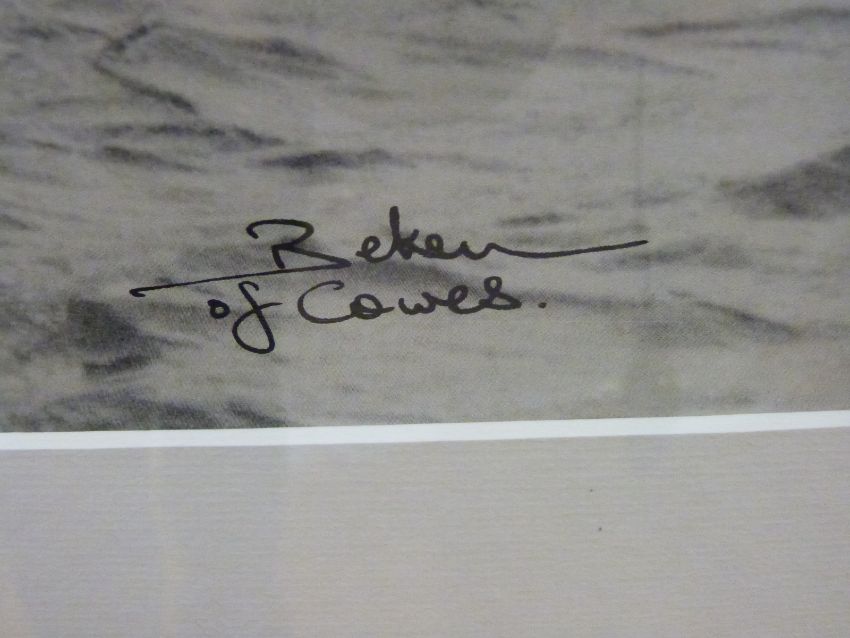 Beken
of Cowes.